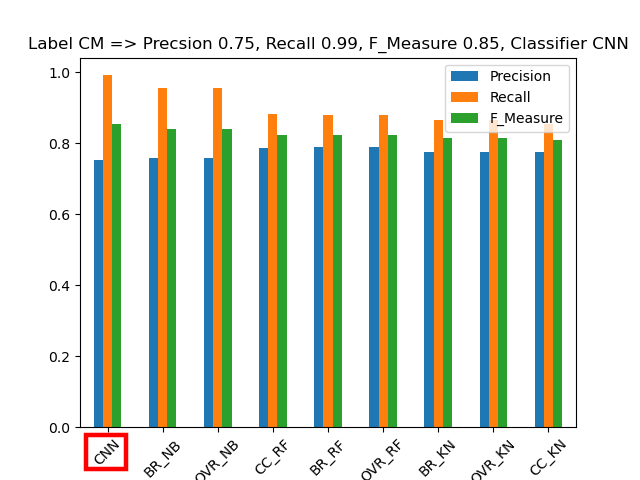 Label CM => Precsion 0.75, Recall 0.99, F_Measure 0.85, Classifier CNN
Precision
Recall
F_Measure
1.0
0.8
0.6
0.4
0.2
0.0
CNN
BR_NB
OVR_NB
CC_RF
BR_RF
OVR_RF
BR_KN
OVR_KN
CC_KN